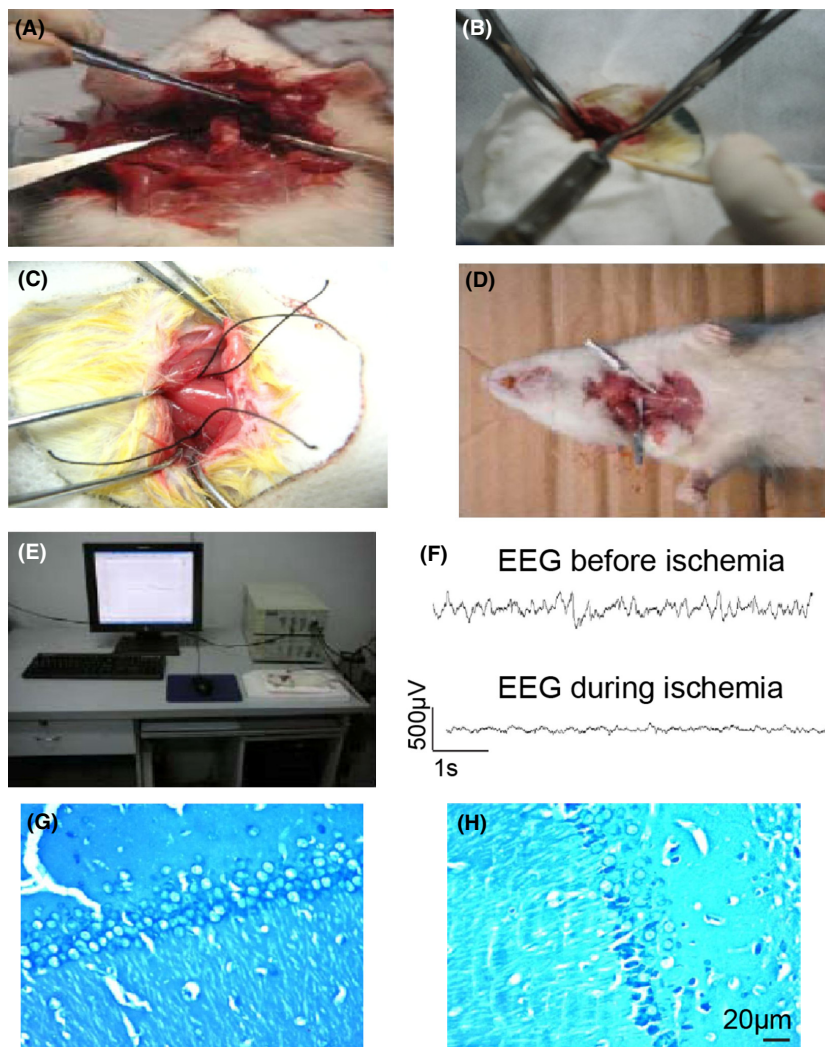 (A)
(B)
(C)
(D)
(E)
(F)
EEG before ischemia
EEG during ischemia
500μV
1s
(G)
(H)
20μm